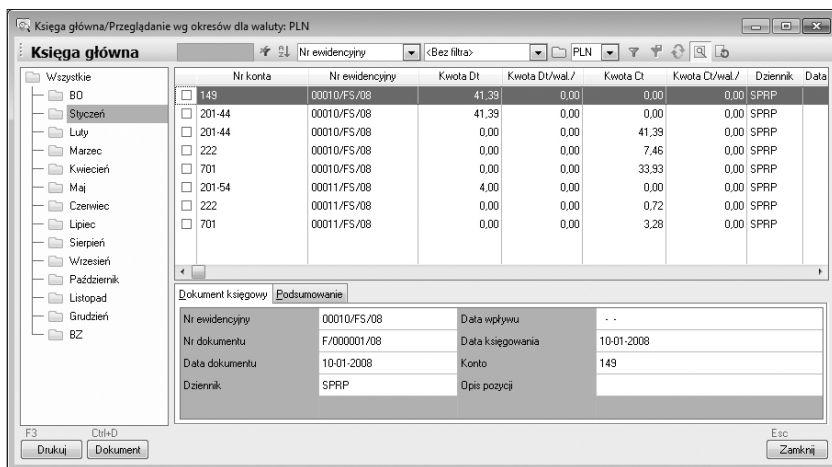 Księga główna/Przeglądanie wg okresów dla waluty: PLN
Księga główna
Nr ewidencyjny
<Bez filtra>
PLN
Wszystkie
BO
Styczeń
Luty
Marzec
Kwiecień
Maj
Czerwiec
Lipiec
Sierpień
Wrzesień
Październik
Listopad
Grudzień
BZ
Nr konta Nr ewidencyjny Kwota Dt Kwota Dt/wal./ Kwota Ct Kwota Ct/wal./ Dziennik Data
149 00010/FS/08 41,39 0,00 0,00 0,00 SPRP
201-44 00010/FS/08 41,39 0,00 0,00 0,00 SPRP
201-44 00010/FS/08 0,00 0,00 41,39 0,00 SPRP
222 00010/FS/08 0,00 0,00 7,46 0,00 SPRP
701 00010/FS/08 0,00 0,00 33,93 0,00 SPRP
201-54 00011/FS/08 4,00 0,00 0,00 0,00 SPRP
222 00011/FS/08 0,00 0,00 0,72 0,00 SPRP
701 00011/FS/08 0,00 0,00 3,28 0,00 SPRP
Dokument księgowy Podsumowanie
Nr ewidencyjny 00010/FS/08 Data wpływu - -
Nr dokumentu F/000001/08 Data księgowania 10-01-2008
Data dokumentu 10-01-2008 Konto 149
Dziennik SPRP Opis pozycji
F3 Ctrl+D Esc
Drukuj Dokument Zamknij